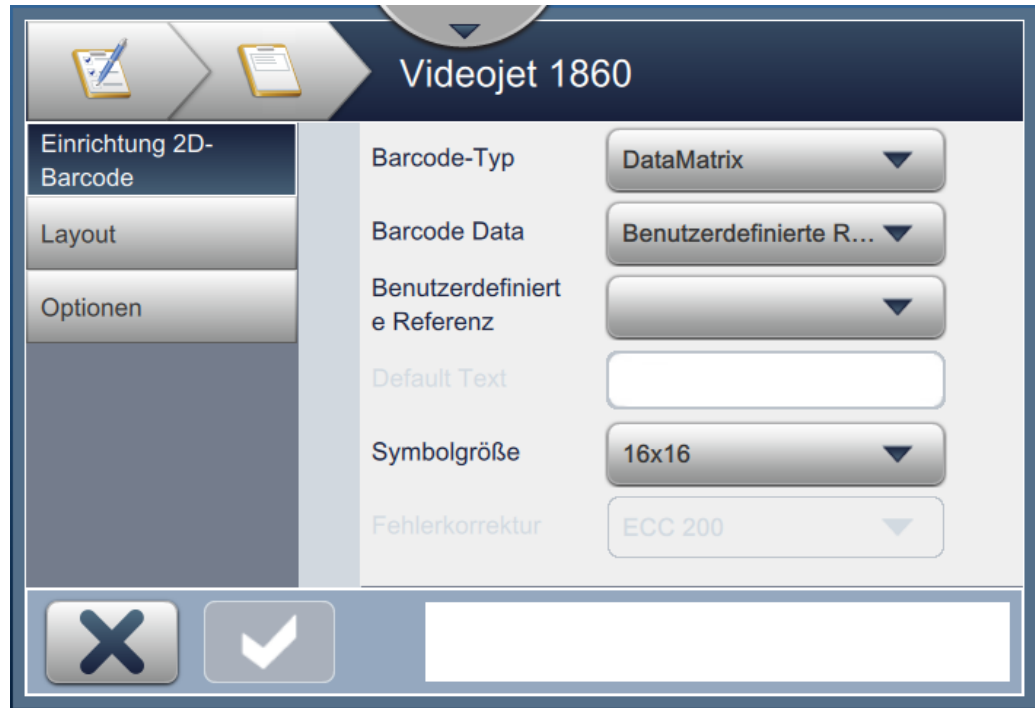 Videojet 1860
Einrichtung 2D-
Barcode
Layout
Optionen
Barcode-Typ
DataMatrix
Barcode Data
Benutzerdefinierte R...
Benutzerdefiniert
e Referenz
Default Text
Symbolgröße
16x16
Fehlerkorrektur
ECC 200